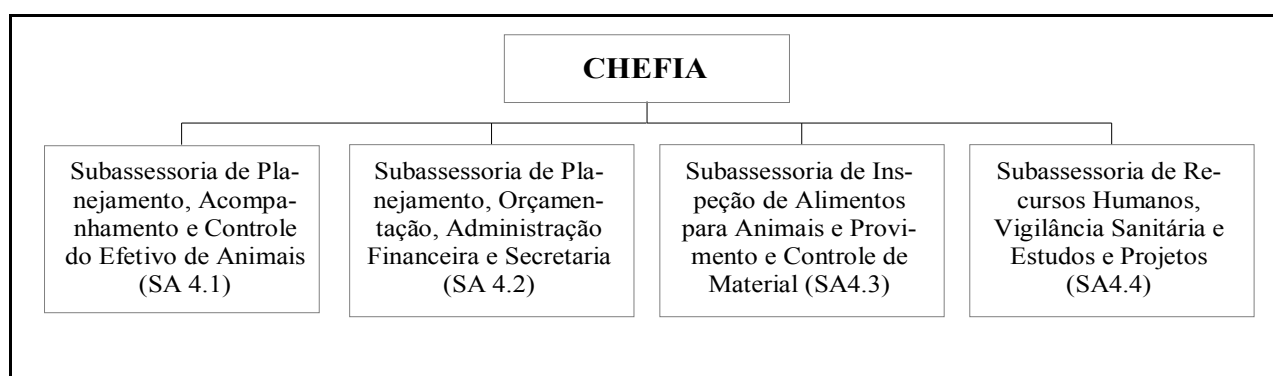 CHEFIA
Subassessoria de Pla-
nejamento, Acompa-
nhamento e Controle
do Efetivo de Animais
(SA 4.1)
Subassessoria de Pla-
nejamento, Orçamen-
tação, Administração
Financeira e Secretaria
(SA 4.2)
Subassessoria de Ins-
peção de Alimentos
para Animais e Provi-
mento e Controle de
Material (SA4.3)
Subassessoria de Re-
cursos Humanos,
Vigilância Sanitária e
Estudos e Projetos
(SA4.4)